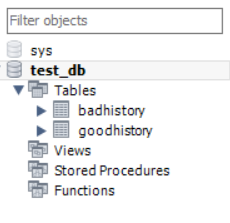 Filter objects
sys
test_db
Tables
badhistory
goodhistory
Views
Stored Procedures
Functions